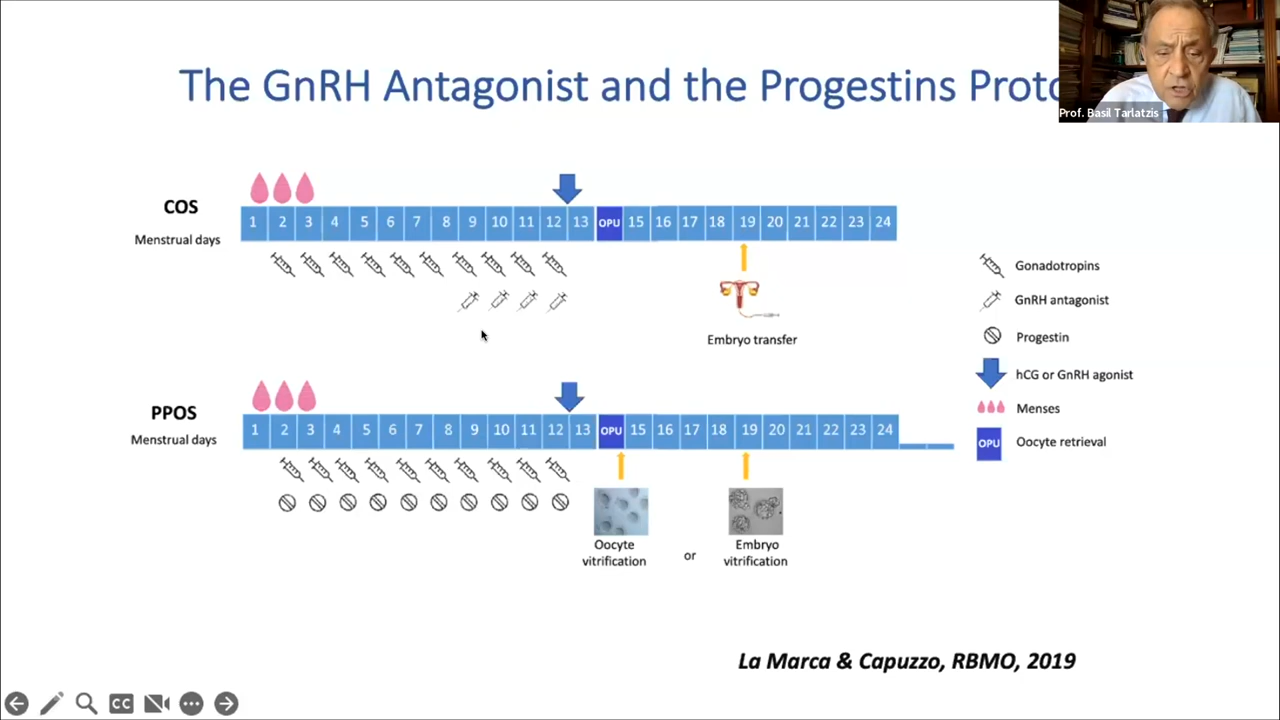 The GnRH Antagonist and the Progestins Proto
Prof. Basil Tarlatzis
COS
Menstrual days
1 2 3 4 5 6 7 8 9 10 11 12 13 OPU 15 16 17 18 19 20 21 22 23 24
Embryo transfer
PPOS
Menstrual days
1 2 3 4 5 6 7 8 9 10 11 12 13 OPU 15 16 17 18 19 20 21 22 23 24
Oocyte
vitrification
or
Embryo
vitrification
Gonadotropins
GnRH antagonist
Progestin
hCG or GnRH agonist
Menses
OPU Oocyte retrieval
La Marca & Capuzzo, RBMO, 2019
CC